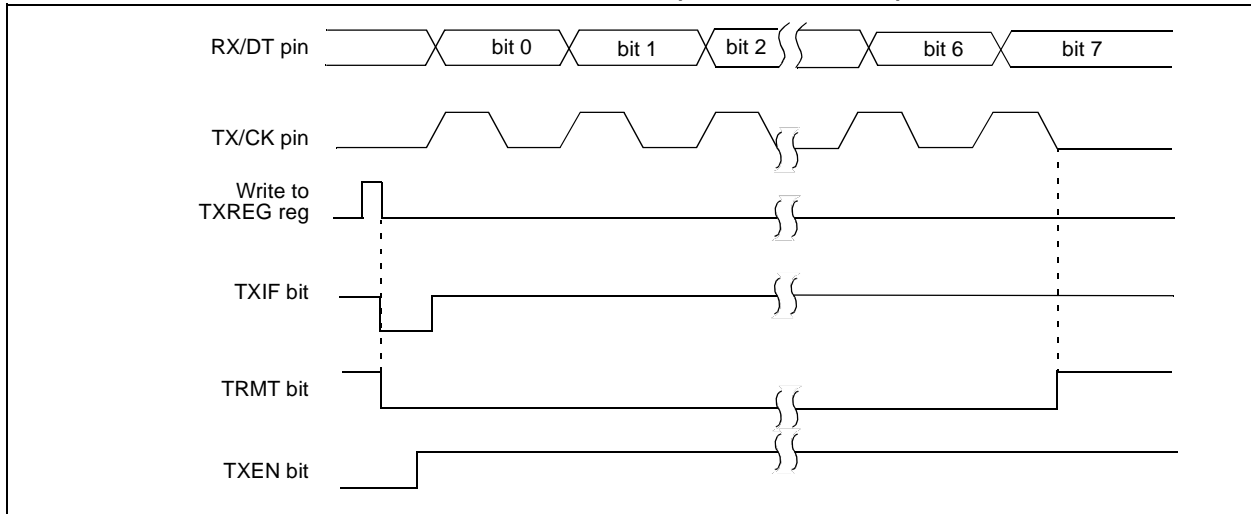 RX/DT pin
bit 0
bit 1
bit 2
bit 6
bit 7
TX/CK pin
Write to
TXREG reg
TXIF bit
TRMT bit
TXEN bit